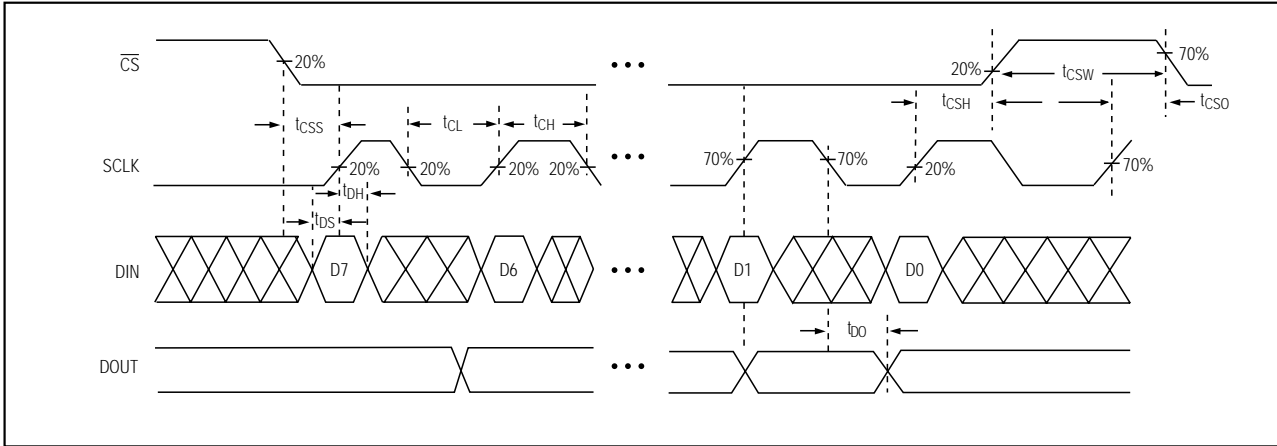 CS 20% • • • 20% tCSW 70%
tCSS tCL tCH tCSH tCSO
SCLK 20% 20% 20% 20% • • • 70% 70% 20% 70%
tDH
tDS
DIN D7 D6 • • • D1 D0
tDO
DOUT • • •